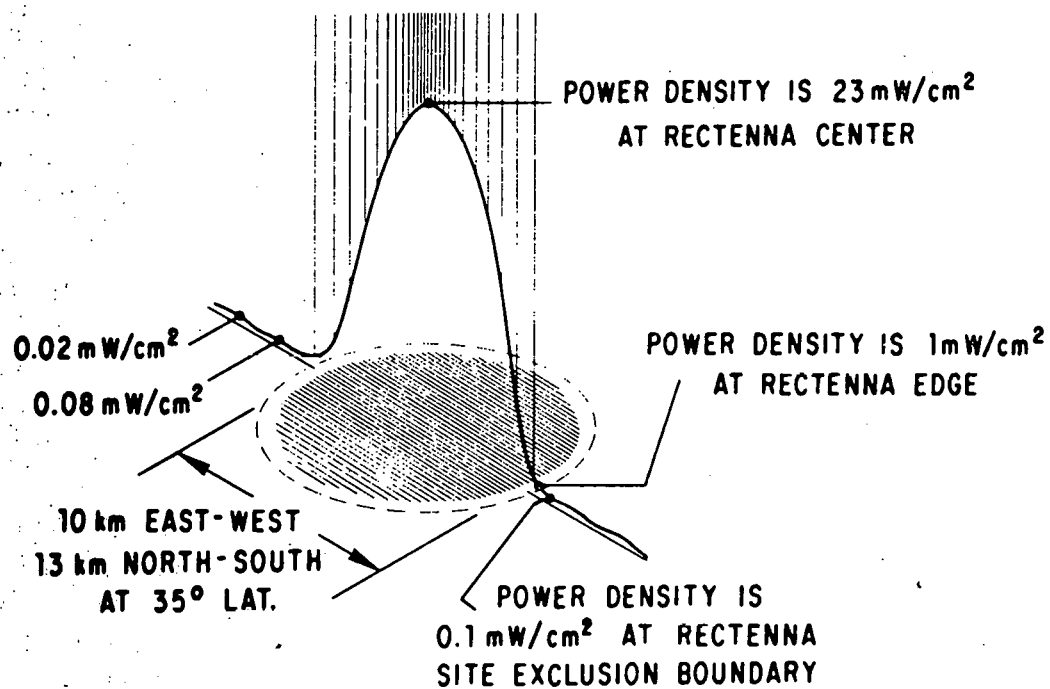 POWER DENSITY IS 23 mW/cm²
AT RECTENNA CENTER
0.02 mW/cm²
0.08 mW/cm²
POWER DENSITY IS 1mW/cm²
AT RECTENNA EDGE
10 km EAST-WEST
13 km NORTH-SOUTH
AT 35° LAT.
POWER DENSITY IS
0.1 mW/cm² AT RECTENNA
SITE EXCLUSION BOUNDARY